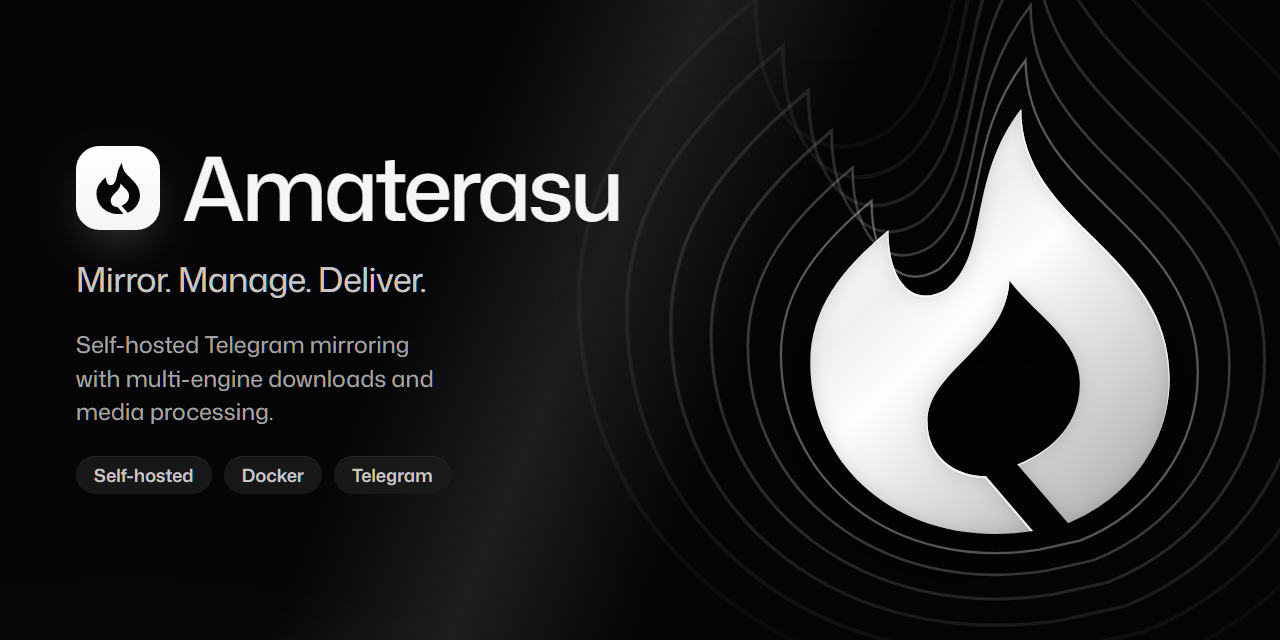 Amaterasu
Mirror. Manage. Deliver.
Self-hosted Telegram mirroring
with multi-engine downloads and
media processing.
Self-hosted Docker Telegram